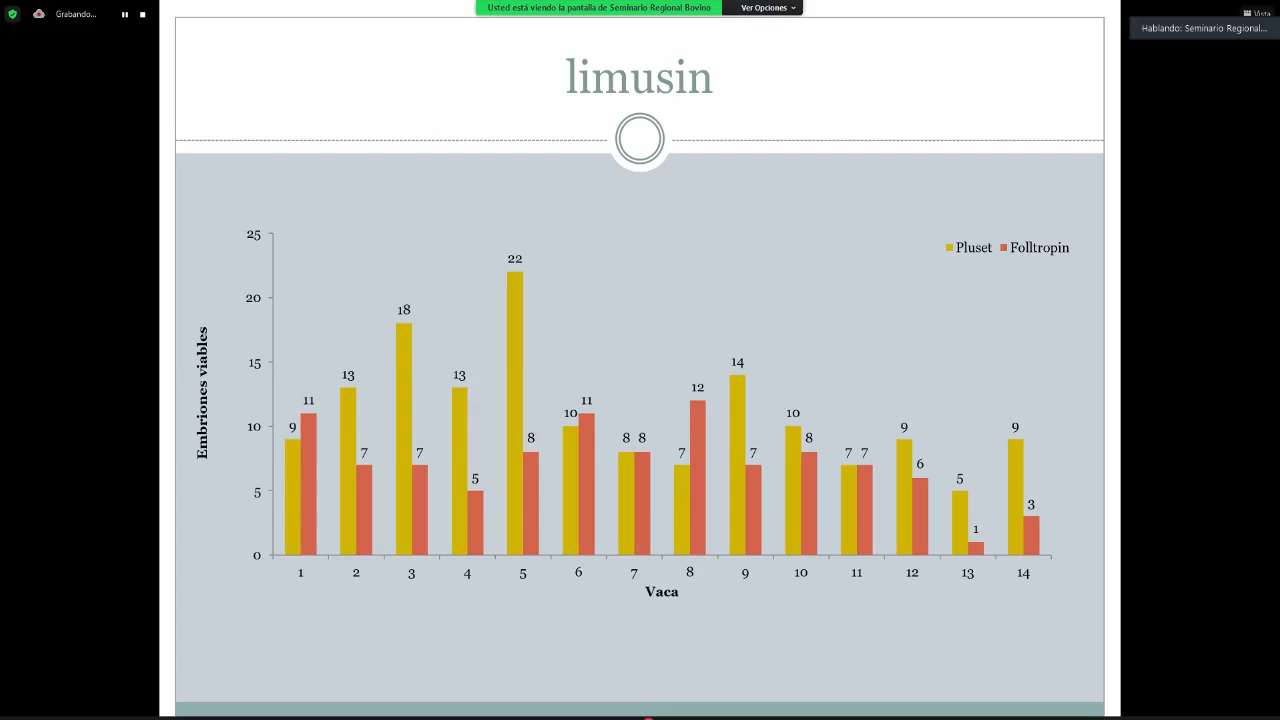 Usted está viendo la pantalla de Seminario Regional Bovino
Ver Opciones
Grabando...
Vista
Hablando: Seminario Regional...
limusin
Pluset
Folltropin
Embriones viables
25
20
15
10
5
0
9 11
13 7
18 7
13 5
22 8
10 11
8 8
7 12
14 7
10 8
7 7
9 6
5 1
9 3
1 2 3 4 5 6 7 8 9 10 11 12 13 14
Vaca